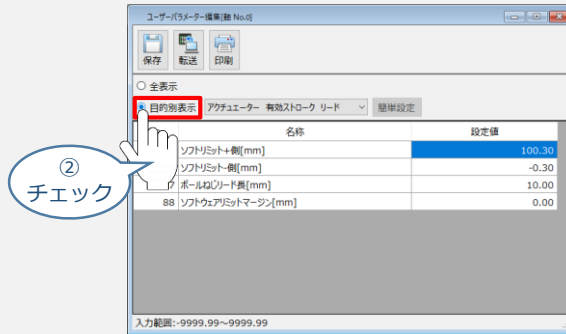 ユーザーパラメーター編集[軸 No.0]
保存 転送 印刷
全表示
目的別表示 アクチュエーター 有効ストローク リード 簡単設定
名称 設定値
ソフトリミット+側[mm] 100.30
ソフトリミット-側[mm] -0.30
7 ボールねじリード長[mm] 10.00
88 ソフトウェアリミットマージン[mm] 0.00
②
チェック
入力範囲:-9999.99~9999.99